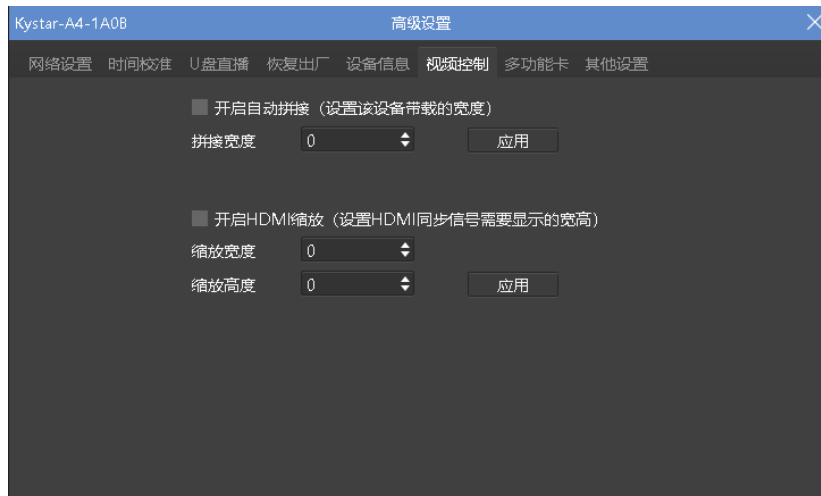 Kystar-A4-1A0B 高级设置
网络设置 时间校准 U盘直播 恢复出厂 设备信息 视频控制 多功能卡 其他设置
开启自动拼接（设置该设备带载的宽度）
拼接宽度 0 应用
开启HDMI缩放（设置HDMI同步信号需要显示的宽高）
缩放宽度 0
缩放高度 0 应用